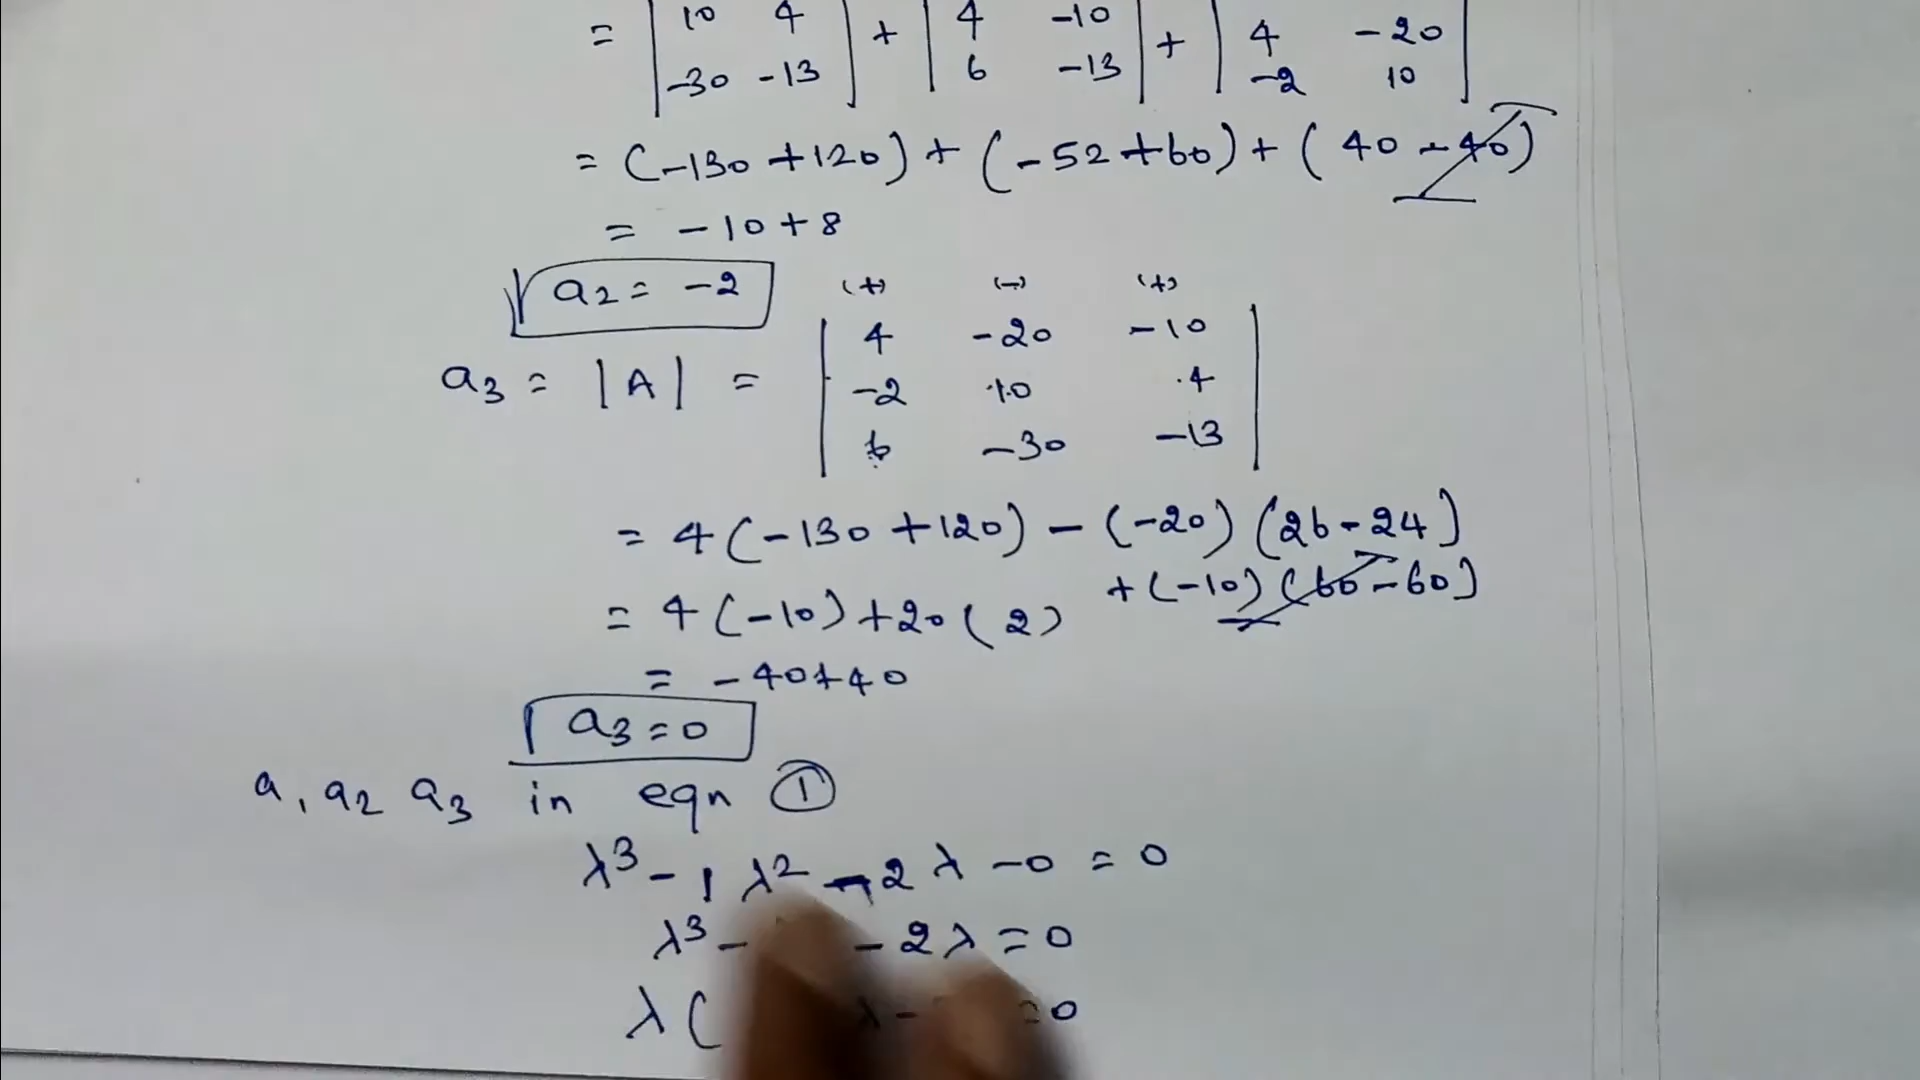 = | 10 4 | + | 4 -10 | + | 4 -20 |
| -30 -13 | | 6 -13 | | -2 10 |
= (-130 +120) + (-52+60) + (40 - 40)
= -10 + 8
a2 = -2
(+) (-) (+)
4 -20 -10
a3 = |A| = | -2 10 4 |
6 -30 -13
= 4(-130 +120) - (-20) (26-24)
+(-10) (60-60)
= 4(-10) +20(2)
= -40+40
a3 = 0
a1 a2 a3 in eqn ①
λ³ - 1 λ² - 2λ - 0 = 0
λ³ - - 2λ = 0
λ ( λ - = 0